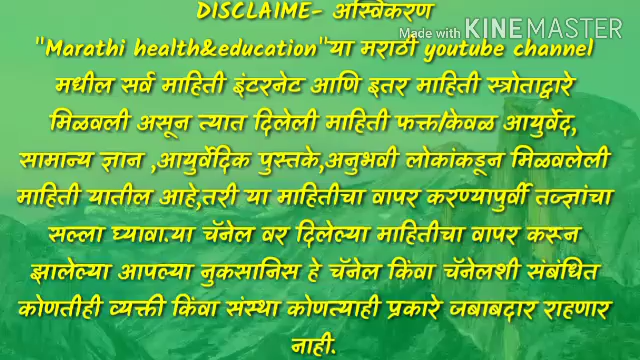 DISCLAIME- अस्विकरण
Made with KINEMASTER
"Marathi health&education"या मराठी youtube channel
मधील सर्व माहिती इंटरनेट आणि इतर माहिती स्त्रोताद्वारे
मिळवली असून त्यात दिलेली माहिती फक्त/केवळ आयुर्वेद,
सामान्य ज्ञान ,आयुर्वेदिक पुस्तके,अनुभवी लोकांकडून मिळवलेली
माहिती यातील आहे,तरी या माहितीचा वापर करण्यापुर्वी तज्ज्ञांचा
सल्ला घ्यावा.या चॅनेल वर दिलेल्या माहितीचा वापर करून
झालेल्या आपल्या नुकसानिस हे चॅनेल किंवा चॅनेलशी संबंधित
कोणतीही व्यक्ती किंवा संस्था कोणत्याही प्रकारे जबाबदार राहणार
नाही.